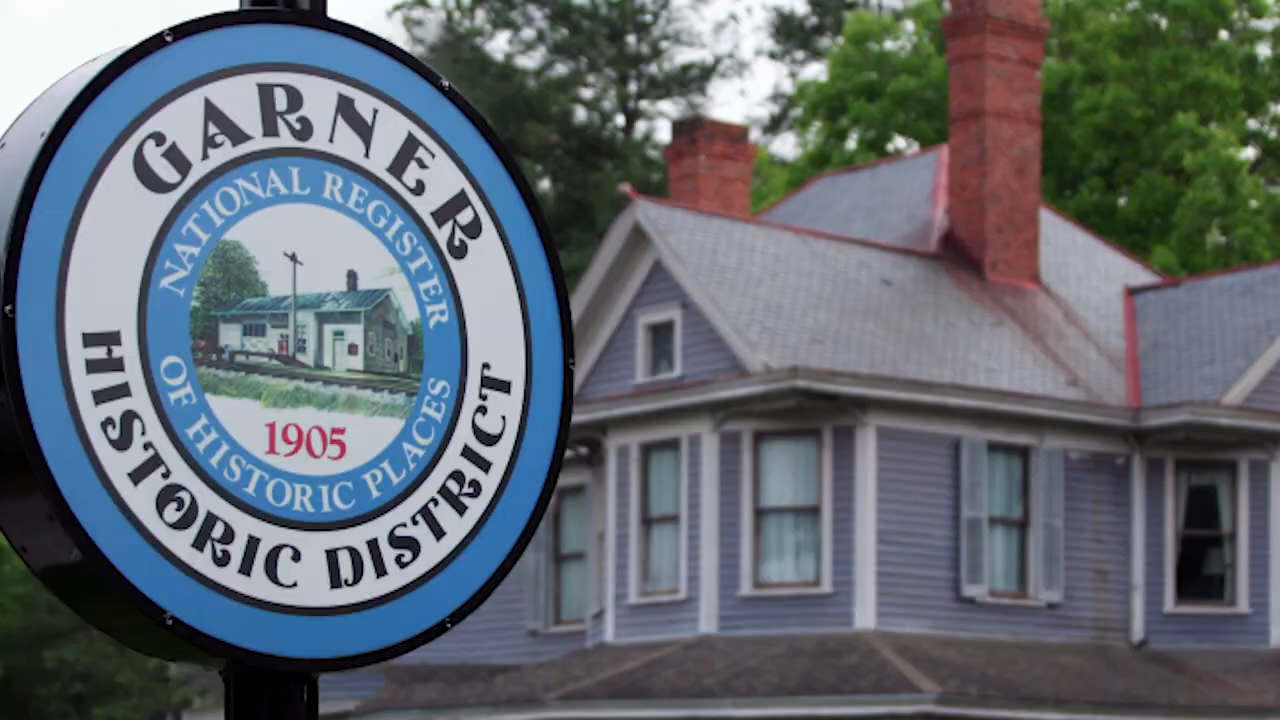 GARNER
NATIONAL REGISTER
OF HISTORIC PLACES
1905
HISTORIC DISTRICT